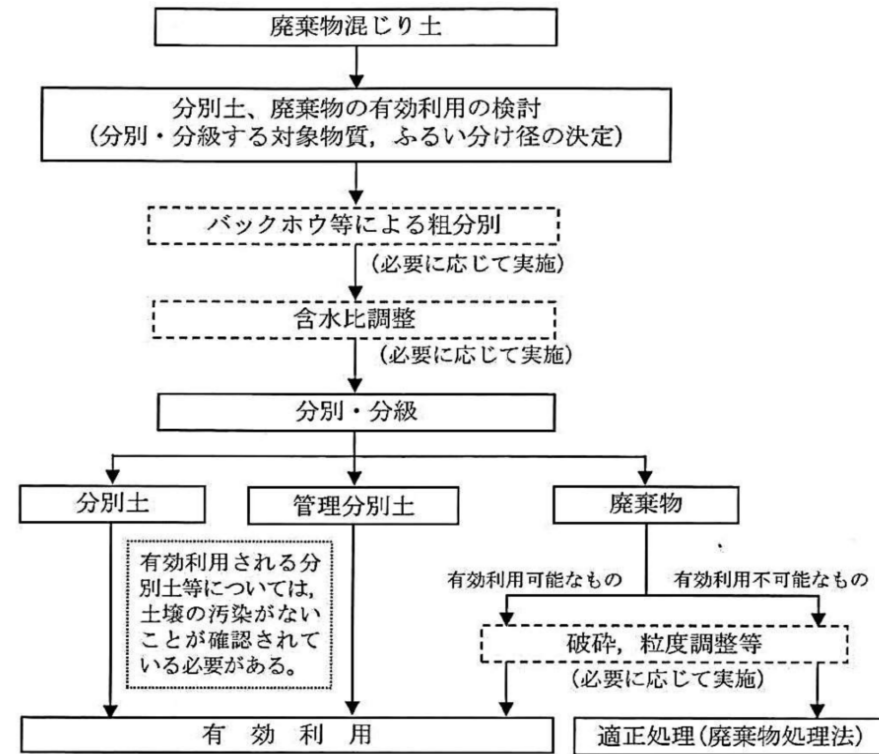 廃棄物混じり土
分別土、廃棄物の有効利用の検討
(分別・分級する対象物質，ふるい分け径の決定)
バックホウ等による粗分別
(必要に応じて実施)
含水比調整
(必要に応じて実施)
分別・分級
分別土
管理分別土
廃棄物
有効利用される分
別土等については，
土壌の汚染がない
ことが確認されて
いる必要がある。
有効利用可能なもの
有効利用不可能なもの
破砕，粒度調整等
(必要に応じて実施)
有 効 利 用
適正処理(廃棄物処理法)